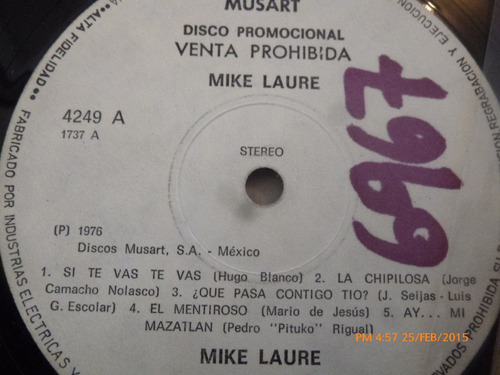 MUSART
DISCO PROMOCIONAL
VENTA PROHIBIDA
MIKE LAURE
4249 A
1737 A
STEREO
(P) 1976
Discos Musart, S.A. - México
1. SI TE VAS TE VAS (Hugo Blanco) 2. LA CHIPILOSA (Jorge
Camacho Nolasco) 3. ¿QUE PASA CONTIGO TIO? (J. Seijas - Luis
G. Escolar) 4. EL MENTIROSO (Mario de Jesús) 5. AY... MI
MAZATLAN (Pedro "Pituko" Rigual)
MIKE LAURE
FABRICADO POR INDUSTRIAS ELECTRICAS
ALTA FIDELIDAD
REGRABACION Y EJECUCION
PM 4:57 25/FEB/2015